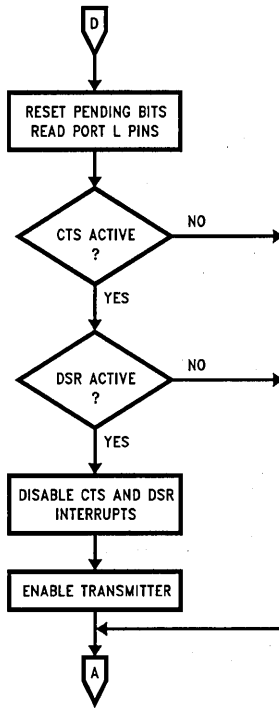 D
RESET PENDING BITS
READ PORT L PINS
CTS ACTIVE
?
NO
YES
DSR ACTIVE
?
NO
YES
DISABLE CTS AND DSR
INTERRUPTS
ENABLE TRANSMITTER
A